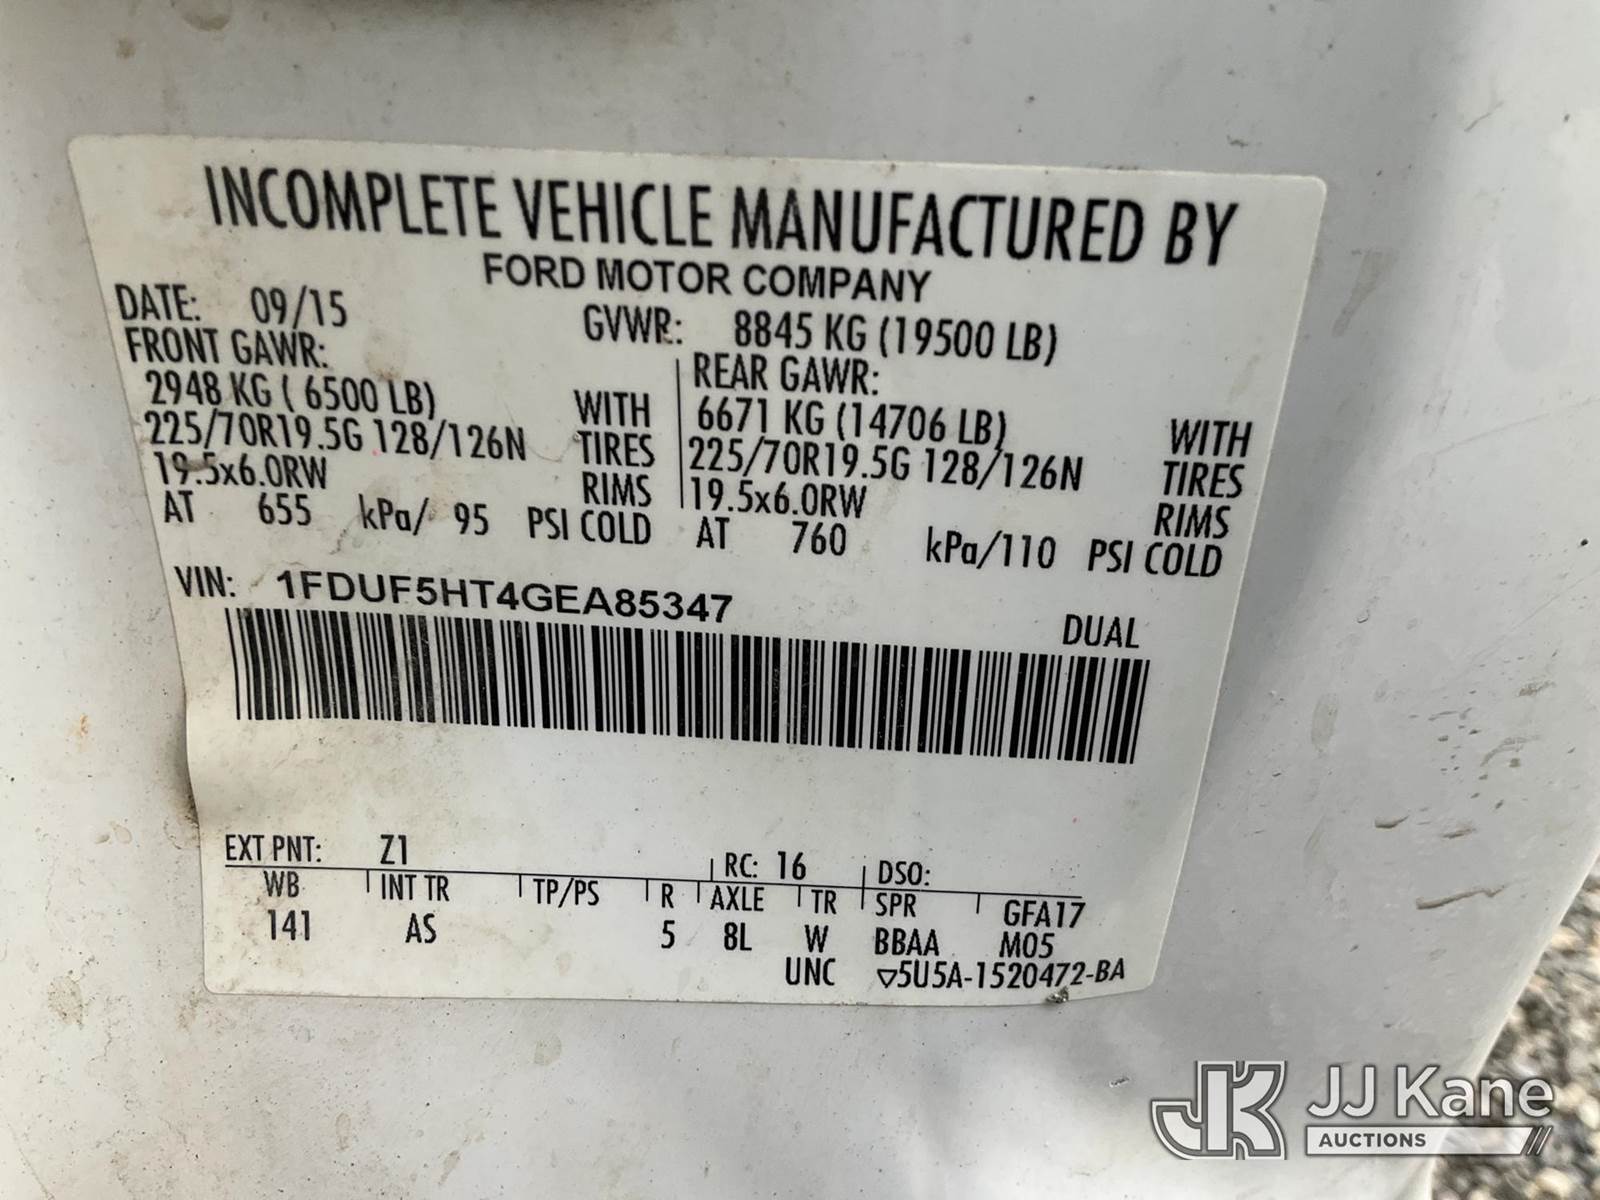 INCOMPLETE VEHICLE MANUFACTURED BY
FORD MOTOR COMPANY
DATE: 09/15 GVWR: 8845 KG (19500 LB)
FRONT GAWR: REAR GAWR:
2948 KG ( 6500 LB) WITH 6671 KG (14706 LB) WITH
225/70R19.5G 128/126N TIRES 225/70R19.5G 128/126N TIRES
19.5x6.0RW RIMS 19.5x6.0RW RIMS
AT 655 kPa/ 95 PSI COLD AT 760 kPa/110 PSI COLD
VIN: 1FDUF5HT4GEA85347
DUAL
EXT PNT: Z1 RC: 16 DSO:
WB INT TR TP/PS R AXLE TR SPR GFA17
141 AS 5 8L W BBAA M05
UNC ▽5U5A-1520472-BA
JK JJ Kane
AUCTIONS